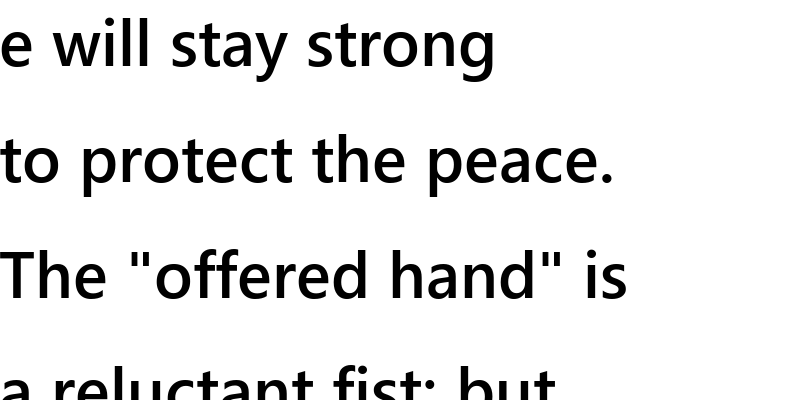 e will stay strong
to protect the peace.
The "offered hand" is
a reluctant fist; but